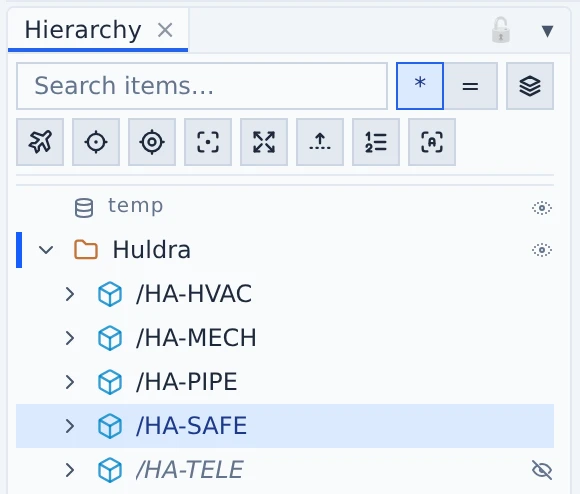 Hierarchy
Search items...
* =
temp
Huldra
/HA-HVAC
/HA-MECH
/HA-PIPE
/HA-SAFE
/HA-TELE